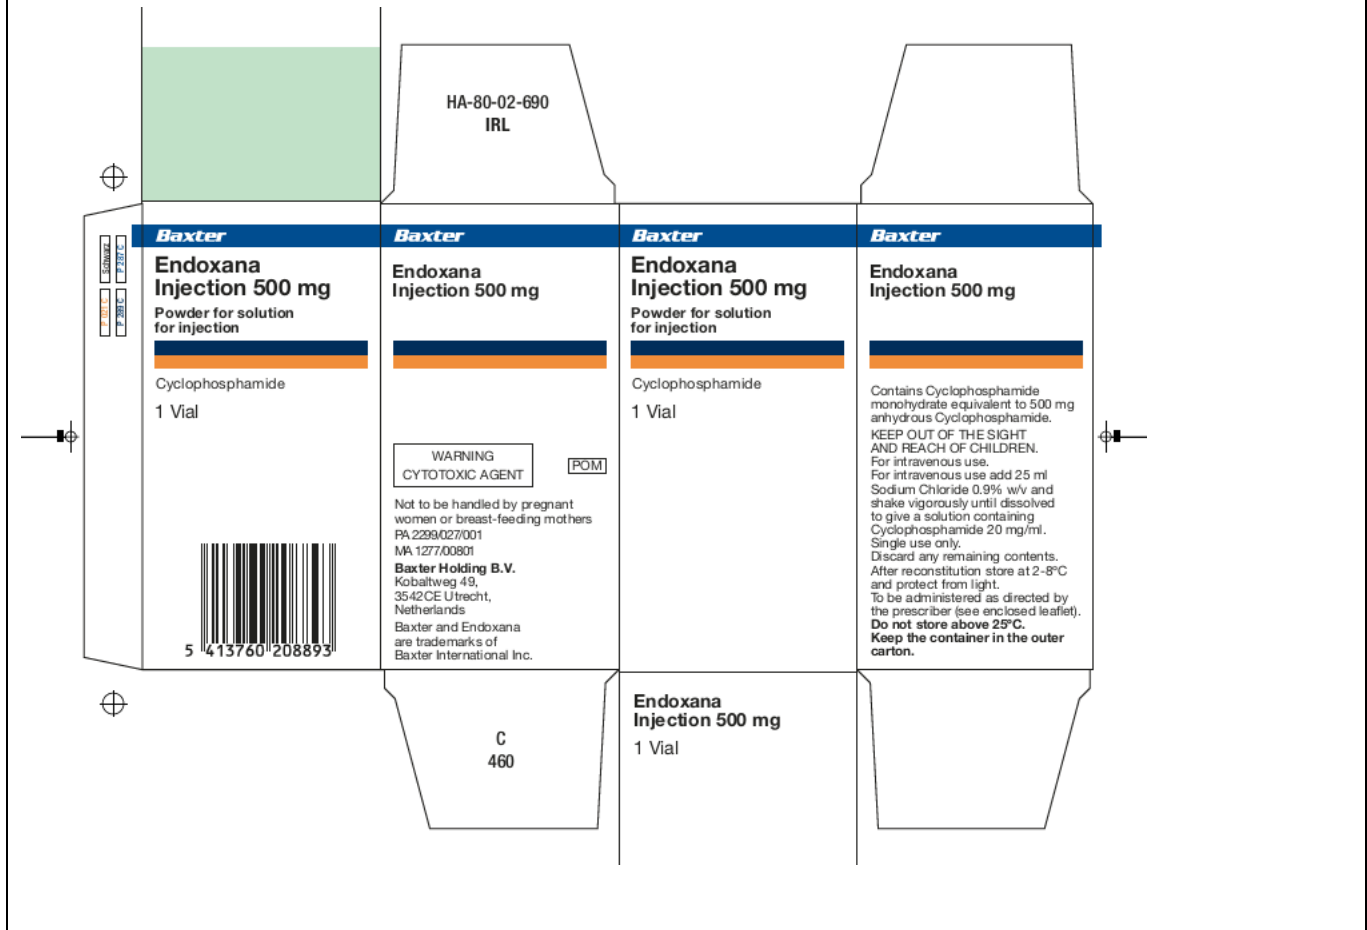 HA-80-02-690
IRL
Schwarz
P 287 C
P 021 C
P 289 C
Baxter
Endoxana
Injection 500 mg
Powder for solution
for injection
Cyclophosphamide
1 Vial
5 413760 208893
Baxter
Endoxana
Injection 500 mg
WARNING
CYTOTOXIC AGENT
POM
Not to be handled by pregnant
women or breast-feeding mothers
PA 2299/027/001
MA 1277/00801
Baxter Holding B.V.
Kobaltweg 49,
3542CE Utrecht,
Netherlands
Baxter and Endoxana
are trademarks of
Baxter International Inc.
C
460
Baxter
Endoxana
Injection 500 mg
Powder for solution
for injection
Cyclophosphamide
1 Vial
Endoxana
Injection 500 mg
1 Vial
Baxter
Endoxana
Injection 500 mg
Contains Cyclophosphamide
monohydrate equivalent to 500 mg
anhydrous Cyclophosphamide.
KEEP OUT OF THE SIGHT
AND REACH OF CHILDREN.
For intravenous use.
For intravenous use add 25 ml
Sodium Chloride 0.9% w/v and
shake vigorously until dissolved
to give a solution containing
Cyclophosphamide 20 mg/ml.
Single use only.
Discard any remaining contents.
After reconstitution store at 2-8ºC
and protect from light.
To be administered as directed by
the prescriber (see enclosed leaflet).
Do not store above 25ºC.
Keep the container in the outer
carton.